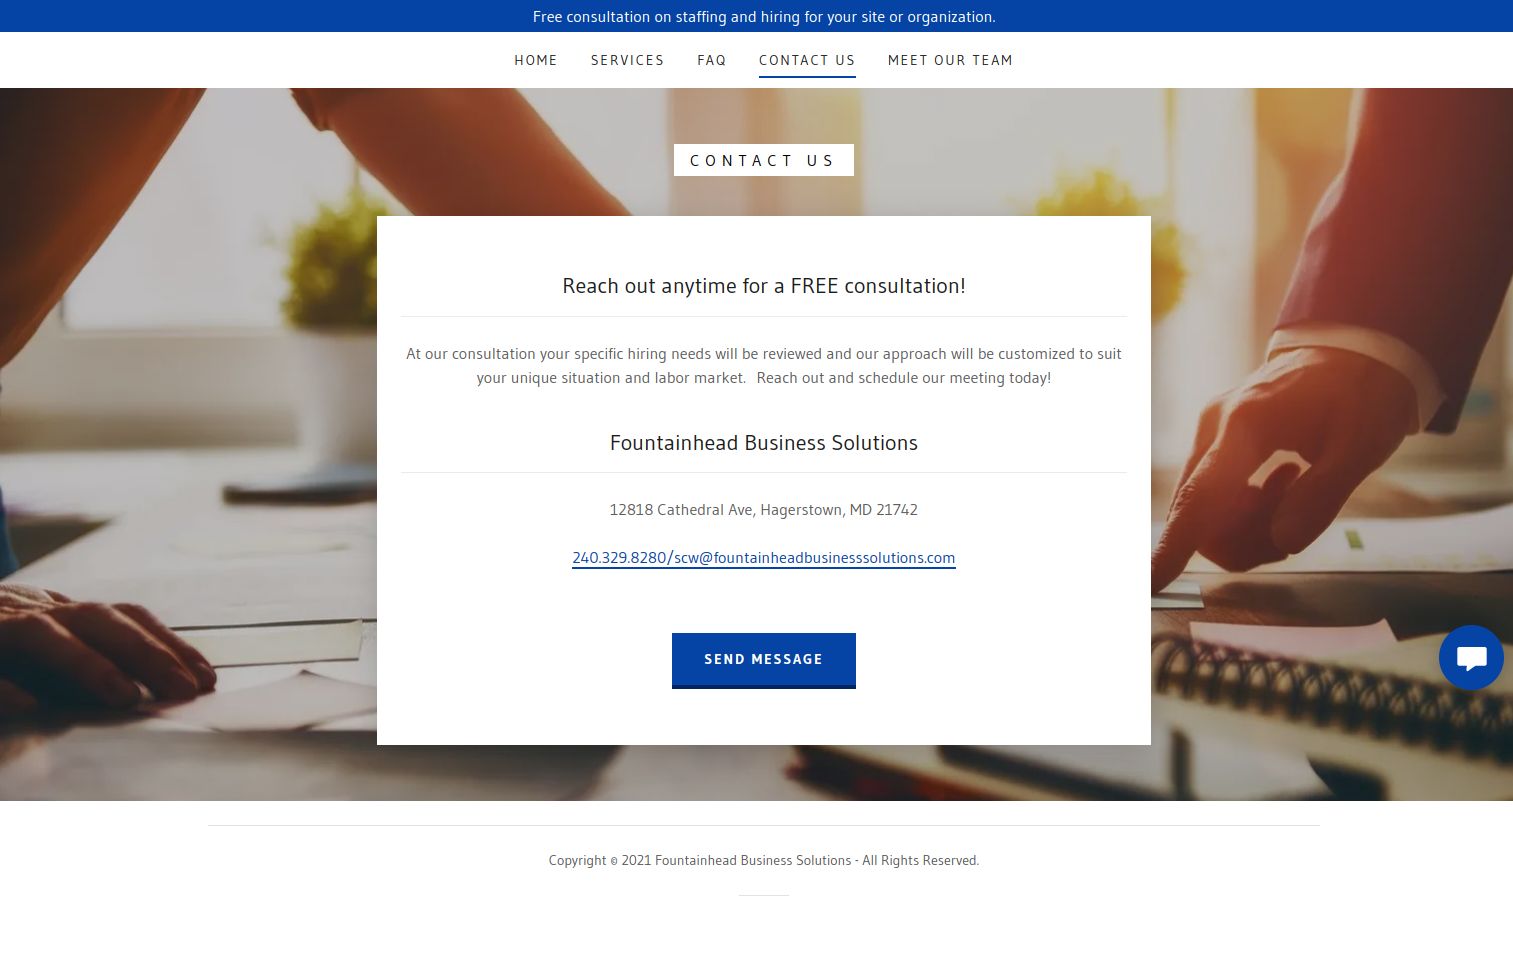 Free consultation on staffing and hiring for your site or organization.
HOME SERVICES FAQ CONTACT US MEET OUR TEAM
CONTACT US
Reach out anytime for a FREE consultation!
At our consultation your specific hiring needs will be reviewed and our approach will be customized to suit
your unique situation and labor market.  Reach out and schedule our meeting today!
Fountainhead Business Solutions
12818 Cathedral Ave, Hagerstown, MD 21742
240.329.8280/scw@fountainheadbusinesssolutions.com
SEND MESSAGE
Copyright © 2021 Fountainhead Business Solutions - All Rights Reserved.